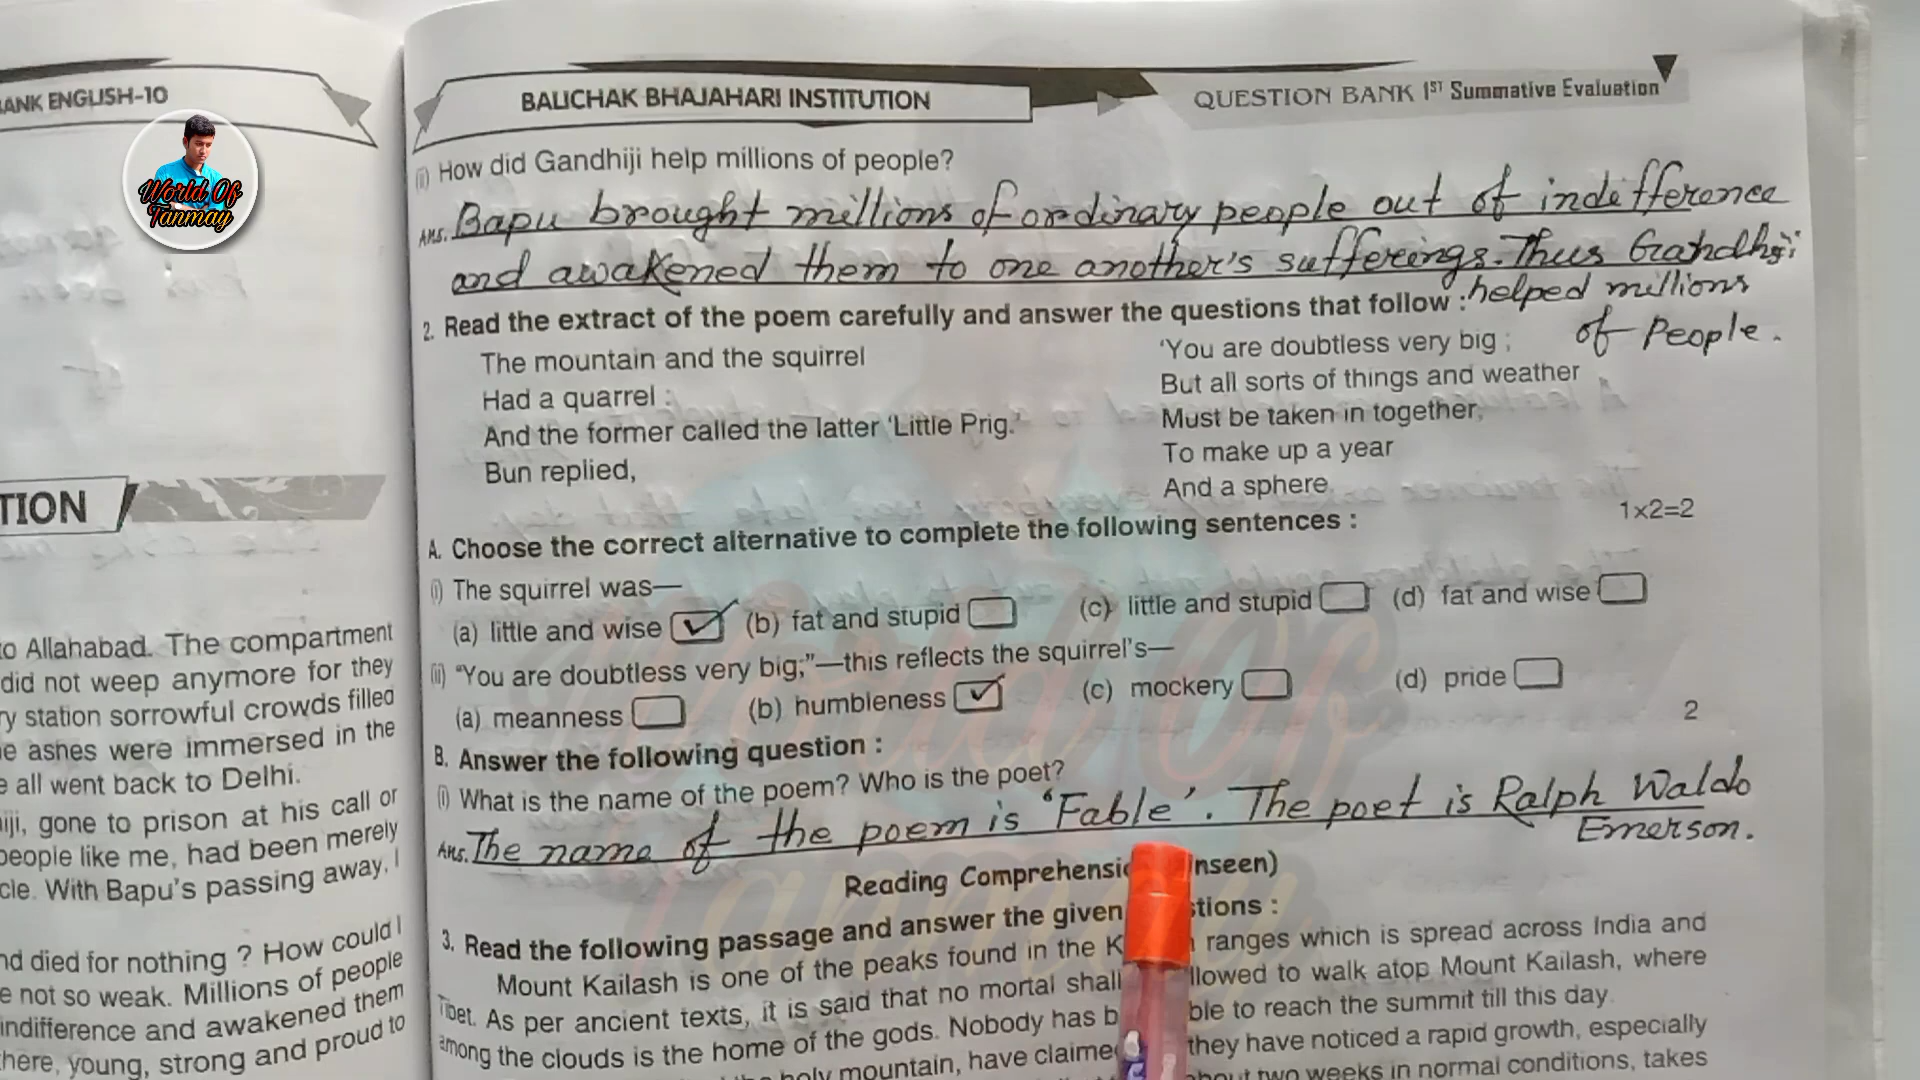 ANK ENGLISH-10
World Of
Tanmay
TION
to Allahabad. The compartment
did not weep anymore for they
ry station sorrowful crowds filled
e ashes were immersed in the
e all went back to Delhi.
iji, gone to prison at his call or
people like me, had been merely
cle. With Bapu's passing away, I
nd died for nothing ? How could I
e not so weak. Millions of people
indifference and awakened them
here, young, strong and proud to
BALICHAK BHAJAHARI INSTITUTION
QUESTION BANK 1ST Summative Evaluation
(ii) How did Gandhiji help millions of people?
Ans. Bapu brought millions of ordinary people out of indefference
and awakened them to one another's sufferings. Thus Gandhiji
helped millions
of People.
2. Read the extract of the poem carefully and answer the questions that follow :
The mountain and the squirrel
Had a quarrel :
And the former called the latter 'Little Prig.'
Bun replied,
'You are doubtless very big ;
But all sorts of things and weather
Must be taken in together,
To make up a year
And a sphere.
A. Choose the correct alternative to complete the following sentences : 1×2=2
(i) The squirrel was—
(a) little and wise (b) fat and stupid (c) little and stupid (d) fat and wise
(ii) "You are doubtless very big;"—this reflects the squirrel's—
(a) meanness (b) humbleness (c) mockery (d) pride
B. Answer the following question : 2
(i) What is the name of the poem? Who is the poet?
Ans. The name of the poem is 'Fable'. The poet is Ralph Waldo
Emerson.
Reading Comprehensio nseen)
3. Read the following passage and answer the given stions :
Mount Kailash is one of the peaks found in the K ranges which is spread across India and
Tibet. As per ancient texts, it is said that no mortal shall llowed to walk atop Mount Kailash, where
among the clouds is the home of the gods. Nobody has b ble to reach the summit till this day.
holy mountain, have claime they have noticed a rapid growth, especially
about two weeks in normal conditions, takes